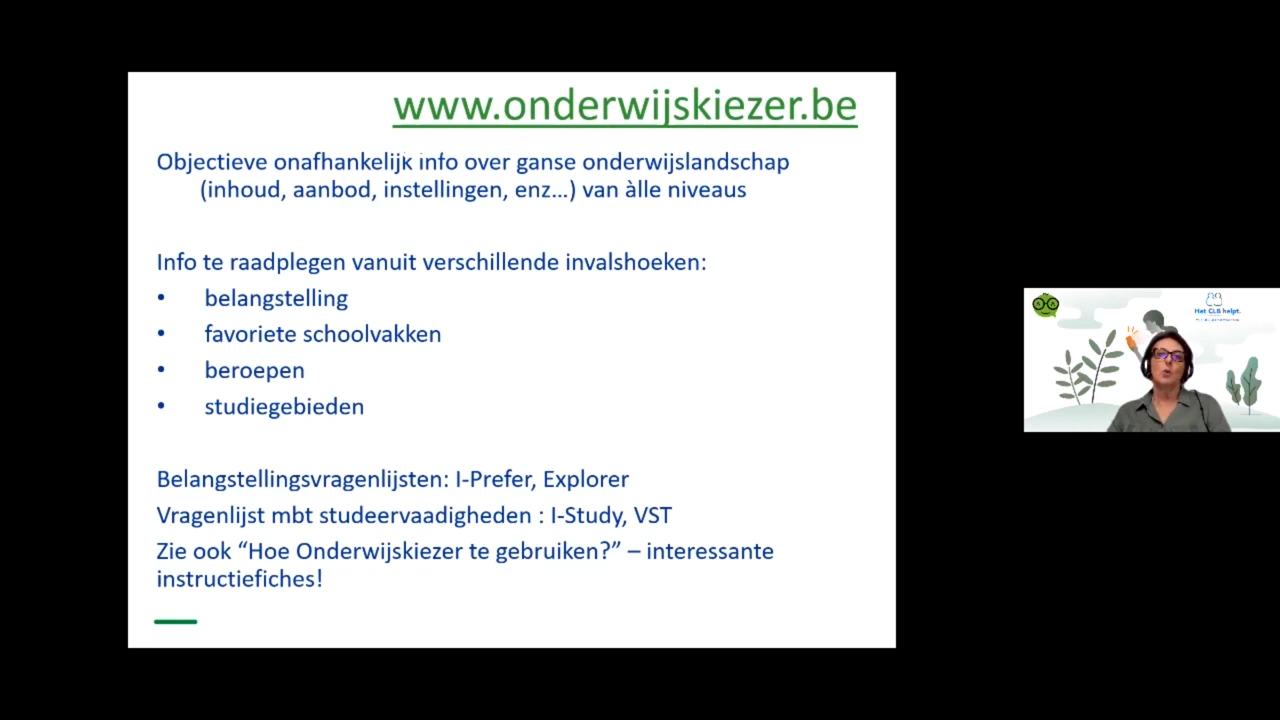 www.onderwijskiezer.be
Objectieve onafhankelijk info over ganse onderwijslandschap
(inhoud, aanbod, instellingen, enz…) van àlle niveaus
Info te raadplegen vanuit verschillende invalshoeken:
• belangstelling
• favoriete schoolvakken
• beroepen
• studiegebieden
Belangstellingsvragenlijsten: I-Prefer, Explorer
Vragenlijst mbt studeervaadigheden : I-Study, VST
Zie ook “Hoe Onderwijskiezer te gebruiken?” – interessante
instructiefiches!
Het CLB helpt.